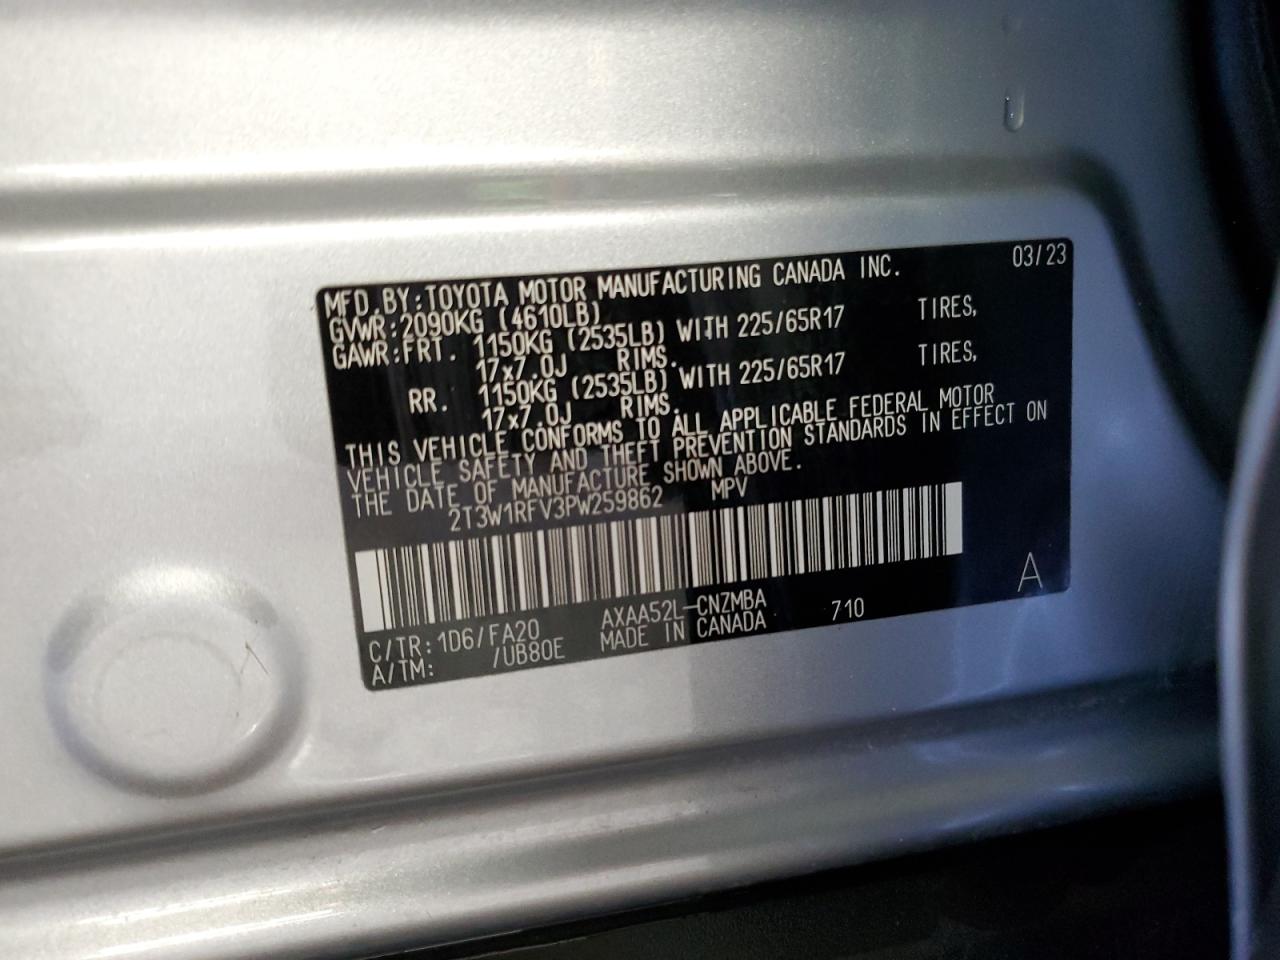 03/23
MFD.BY:TOYOTA MOTOR MANUFACTURING CANADA INC.
GVWR:2090KG (4610LB)
GAWR:FRT. 1150KG (2535LB) WITH 225/65R17 TIRES,
17x7.0J RIMS.
RR. 1150KG (2535LB) WITH 225/65R17 TIRES,
17x7.0J RIMS.
THIS VEHICLE CONFORMS TO ALL APPLICABLE FEDERAL MOTOR
VEHICLE SAFETY AND THEFT PREVENTION STANDARDS IN EFFECT ON
THE DATE OF MANUFACTURE SHOWN ABOVE.
2T3W1RFV3PW259862 MPV
A
C/TR:1D6/FA20 AXAA52L-CNZMBA 710
A/TM: /UB80E MADE IN CANADA